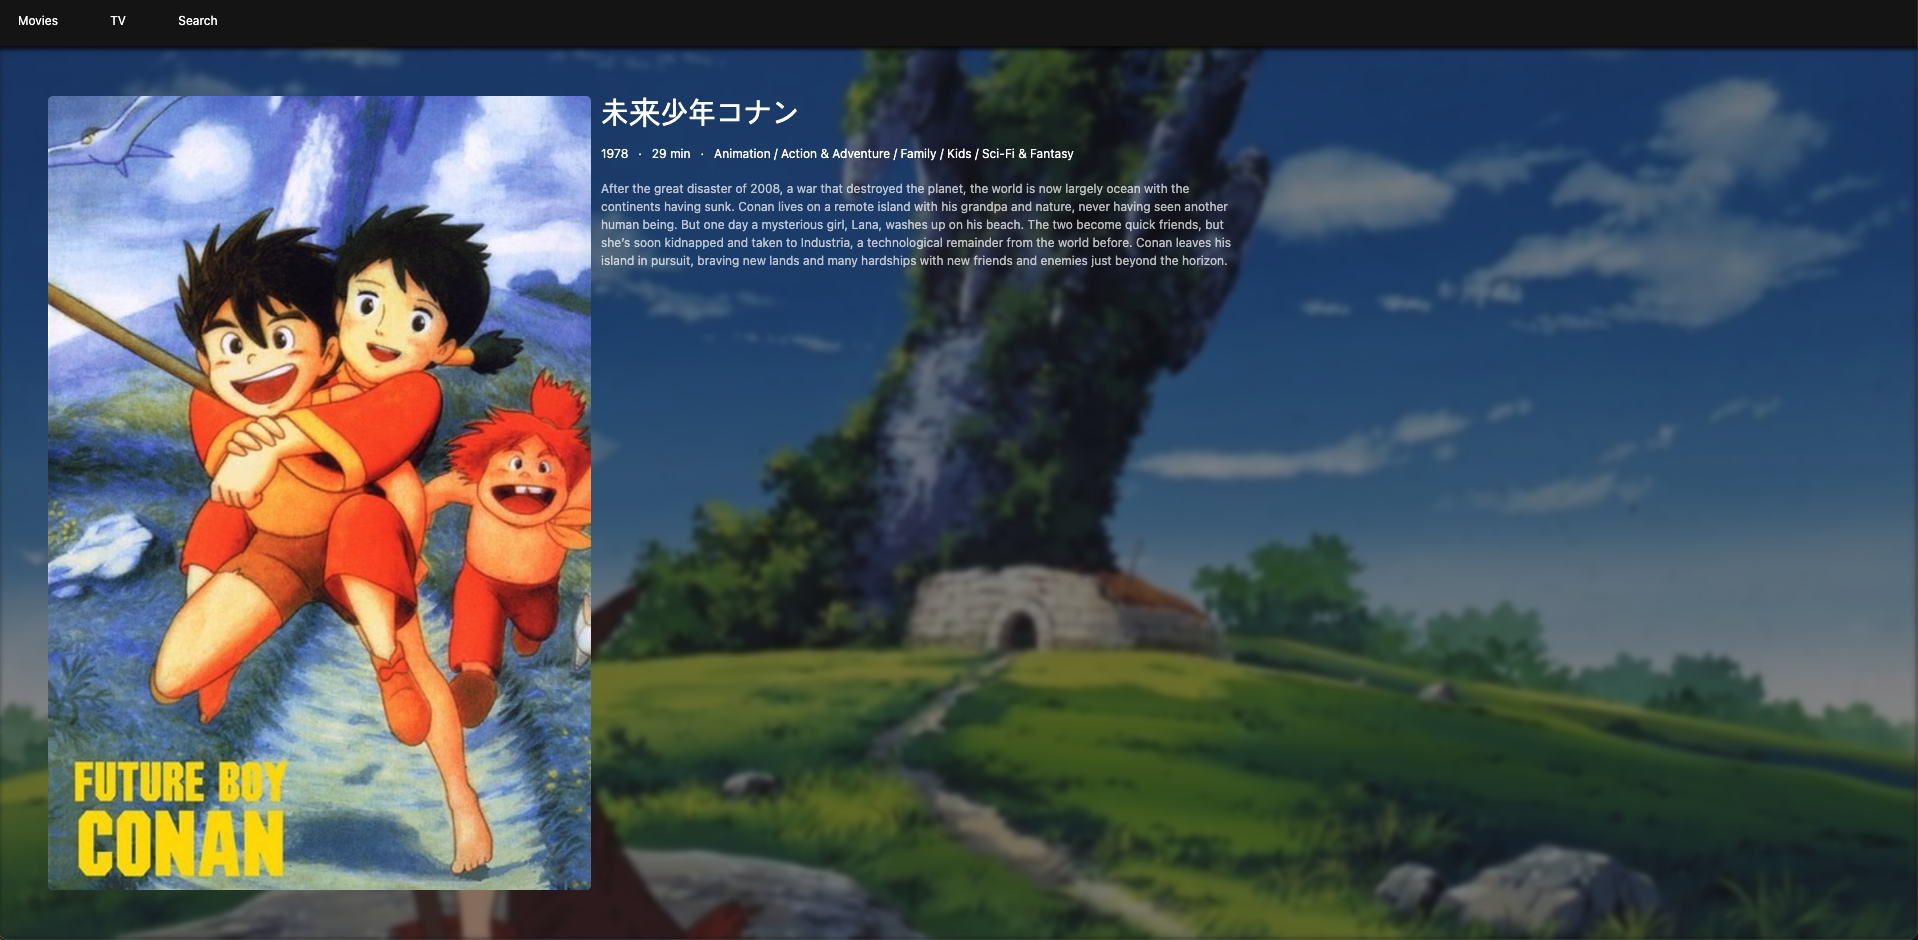 Movies TV Search
未来少年コナン
1978 · 29 min · Animation / Action & Adventure / Family / Kids / Sci-Fi & Fantasy
After the great disaster of 2008, a war that destroyed the planet, the world is now largely ocean with the
continents having sunk. Conan lives on a remote island with his grandpa and nature, never having seen another
human being. But one day a mysterious girl, Lana, washes up on his beach. The two become quick friends, but
she's soon kidnapped and taken to Industria, a technological remainder from the world before. Conan leaves his
island in pursuit, braving new lands and many hardships with new friends and enemies just beyond the horizon.
FUTURE BOY
CONAN